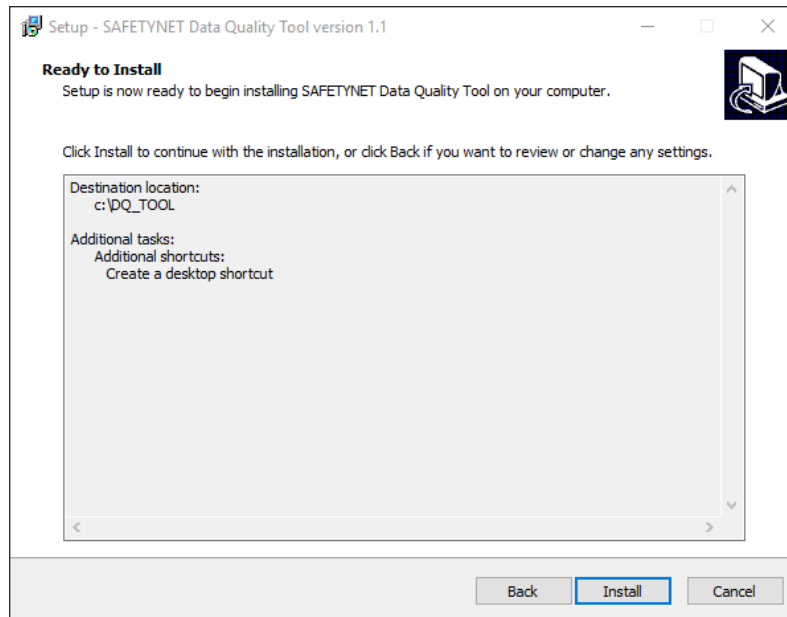 Setup - SAFETYNET Data Quality Tool version 1.1
Ready to Install
Setup is now ready to begin installing SAFETYNET Data Quality Tool on your computer.
Click Install to continue with the installation, or click Back if you want to review or change any settings.
Destination location:
c:\DQ_TOOL
Additional tasks:
Additional shortcuts:
Create a desktop shortcut
Back Install Cancel